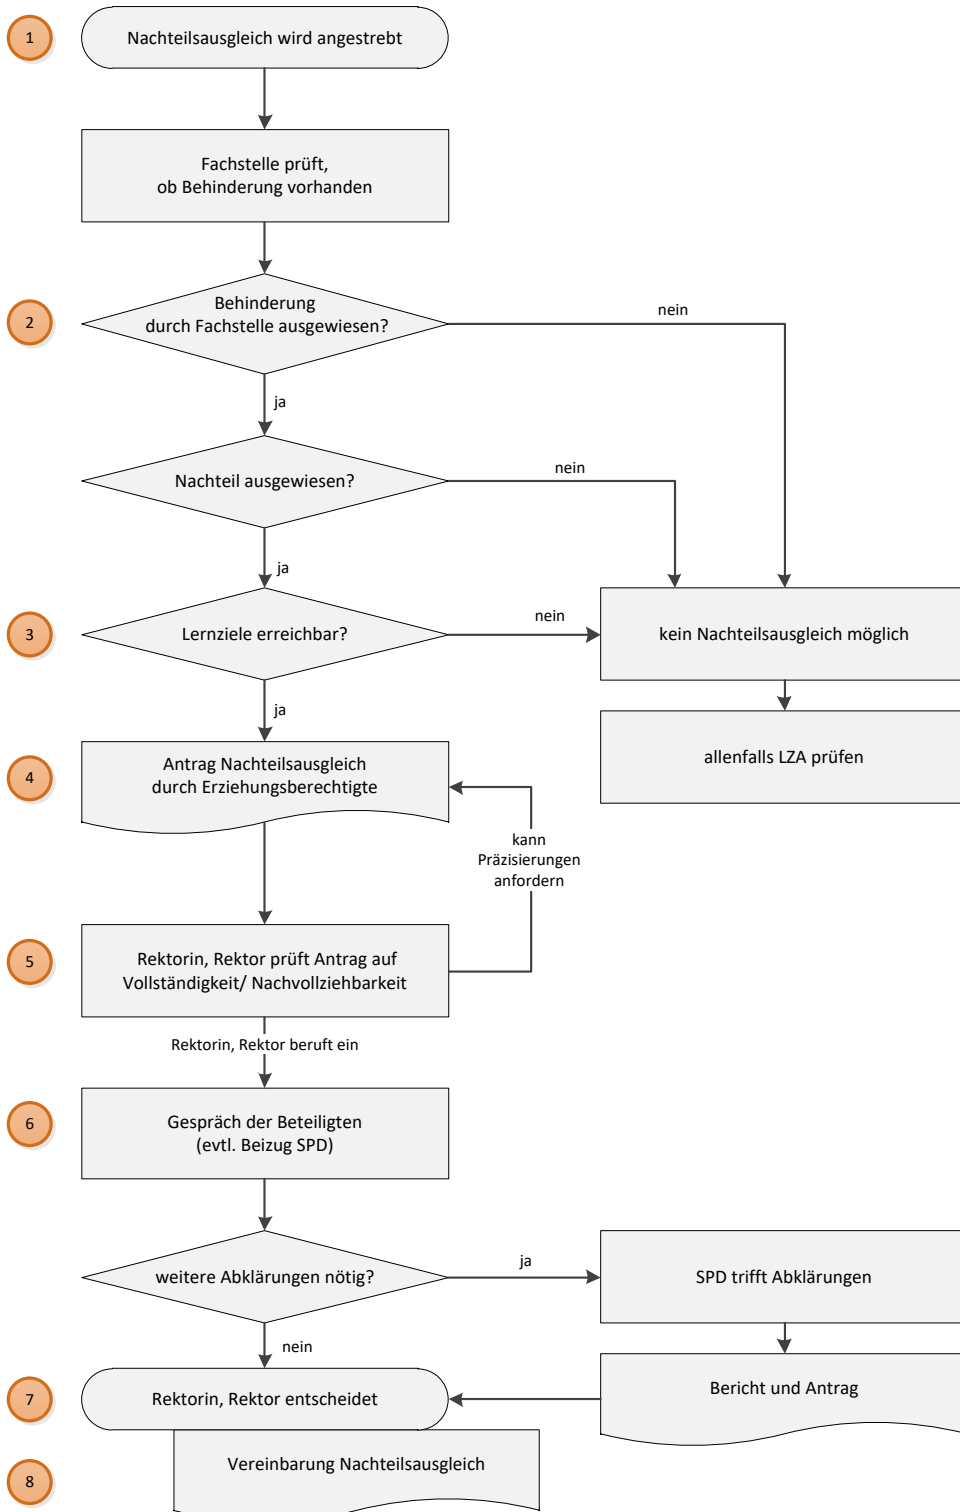 1
Nachteilsausgleich wird angestrebt
Fachstelle prüft,
ob Behinderung vorhanden
2
Behinderung
durch Fachstelle ausgewiesen?
nein
ja
Nachteil ausgewiesen?
nein
ja
3
Lernziele erreichbar?
nein
kein Nachteilsausgleich möglich
ja
allenfalls LZA prüfen
4
Antrag Nachteilsausgleich
durch Erziehungsberechtigte
kann
Präzisierungen
anfordern
5
Rektorin, Rektor prüft Antrag auf
Vollständigkeit/ Nachvollziehbarkeit
Rektorin, Rektor beruft ein
6
Gespräch der Beteiligten
(evtl. Beizug SPD)
weitere Abklärungen nötig?
ja
SPD trifft Abklärungen
nein
7
Rektorin, Rektor entscheidet
Bericht und Antrag
8
Vereinbarung Nachteilsausgleich